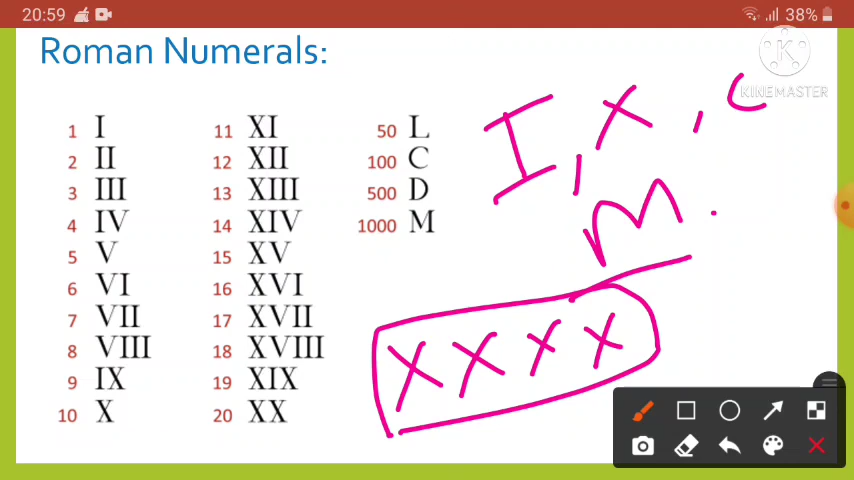 20:59 38%
Roman Numerals:
KINEMASTER
1 I 11 XI 50 L
2 II 12 XII 100 C
3 III 13 XIII 500 D
4 IV 14 XIV 1000 M
5 V 15 XV
6 VI 16 XVI
7 VII 17 XVII
8 VIII 18 XVIII
9 IX 19 XIX
10 X 20 XX
I, X, C
M.
XXXX